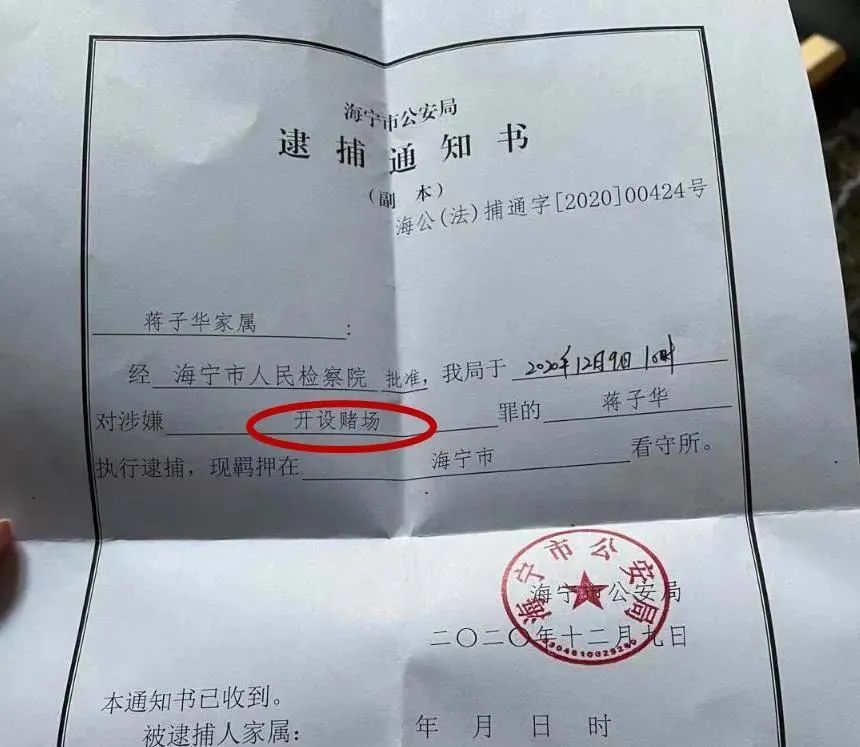 海宁市公安局
逮捕通知书
(副 本)
海公(法)捕通字[2020]00424号
蒋子华家属 :
经 海宁市人民检察院 批准,我局于 2020年12月9日10时
对涉嫌 开设赌场 罪的 蒋子华
执行逮捕,现羁押在 海宁市 看守所。
海宁市公安局
海宁市公安局
二〇二〇年十二月九日
本通知书已收到。
被逮捕人家属: 年 月 日 时